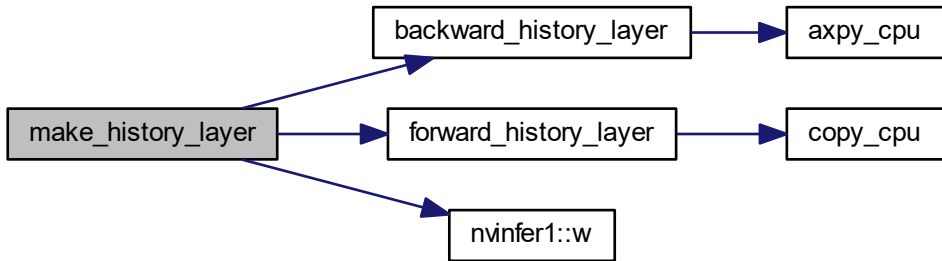 backward_history_layer
axpy_cpu
make_history_layer
forward_history_layer
copy_cpu
nvinfer1::w